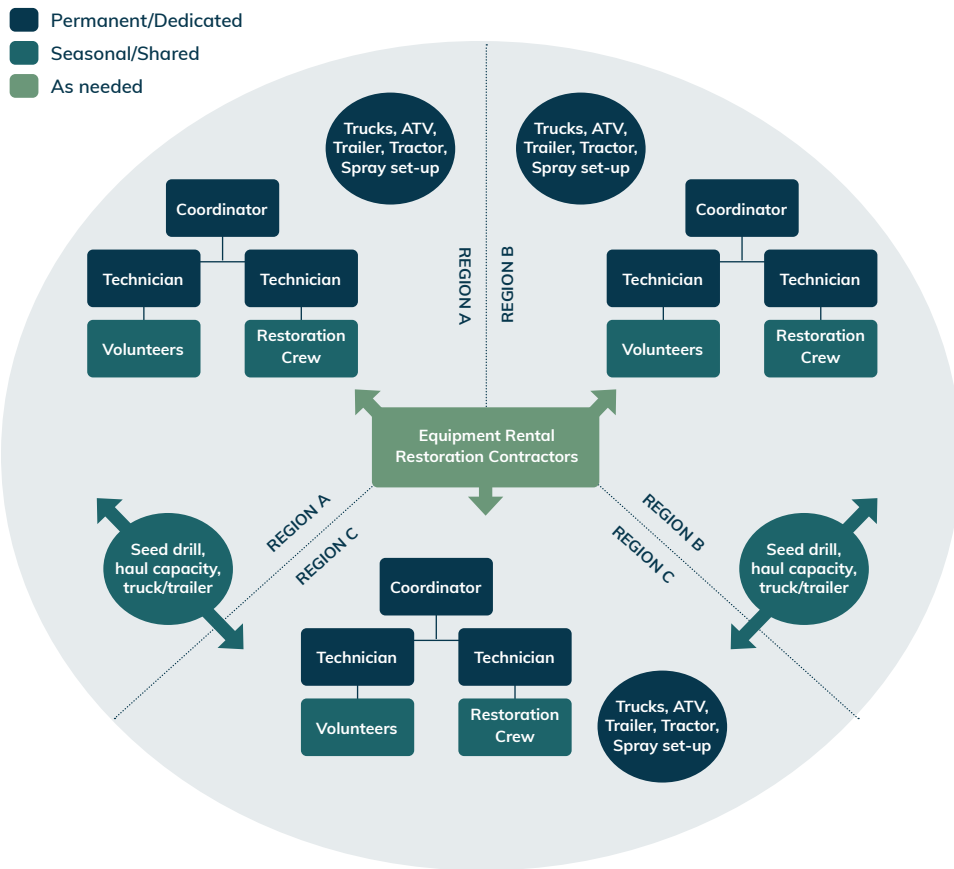 Permanent/Dedicated
Seasonal/Shared
As needed
Trucks, ATV,
Trailer, Tractor,
Spray set-up
Trucks, ATV,
Trailer, Tractor,
Spray set-up
Coordinator
Technician
Technician
Volunteers
Restoration
Crew
Coordinator
Technician
Technician
Volunteers
Restoration
Crew
REGION A
REGION B
Equipment Rental
Restoration Contractors
REGION A
REGION C
REGION B
REGION C
Seed drill,
haul capacity,
truck/trailer
Seed drill,
haul capacity,
truck/trailer
Coordinator
Technician
Technician
Volunteers
Restoration
Crew
Trucks, ATV,
Trailer, Tractor,
Spray set-up